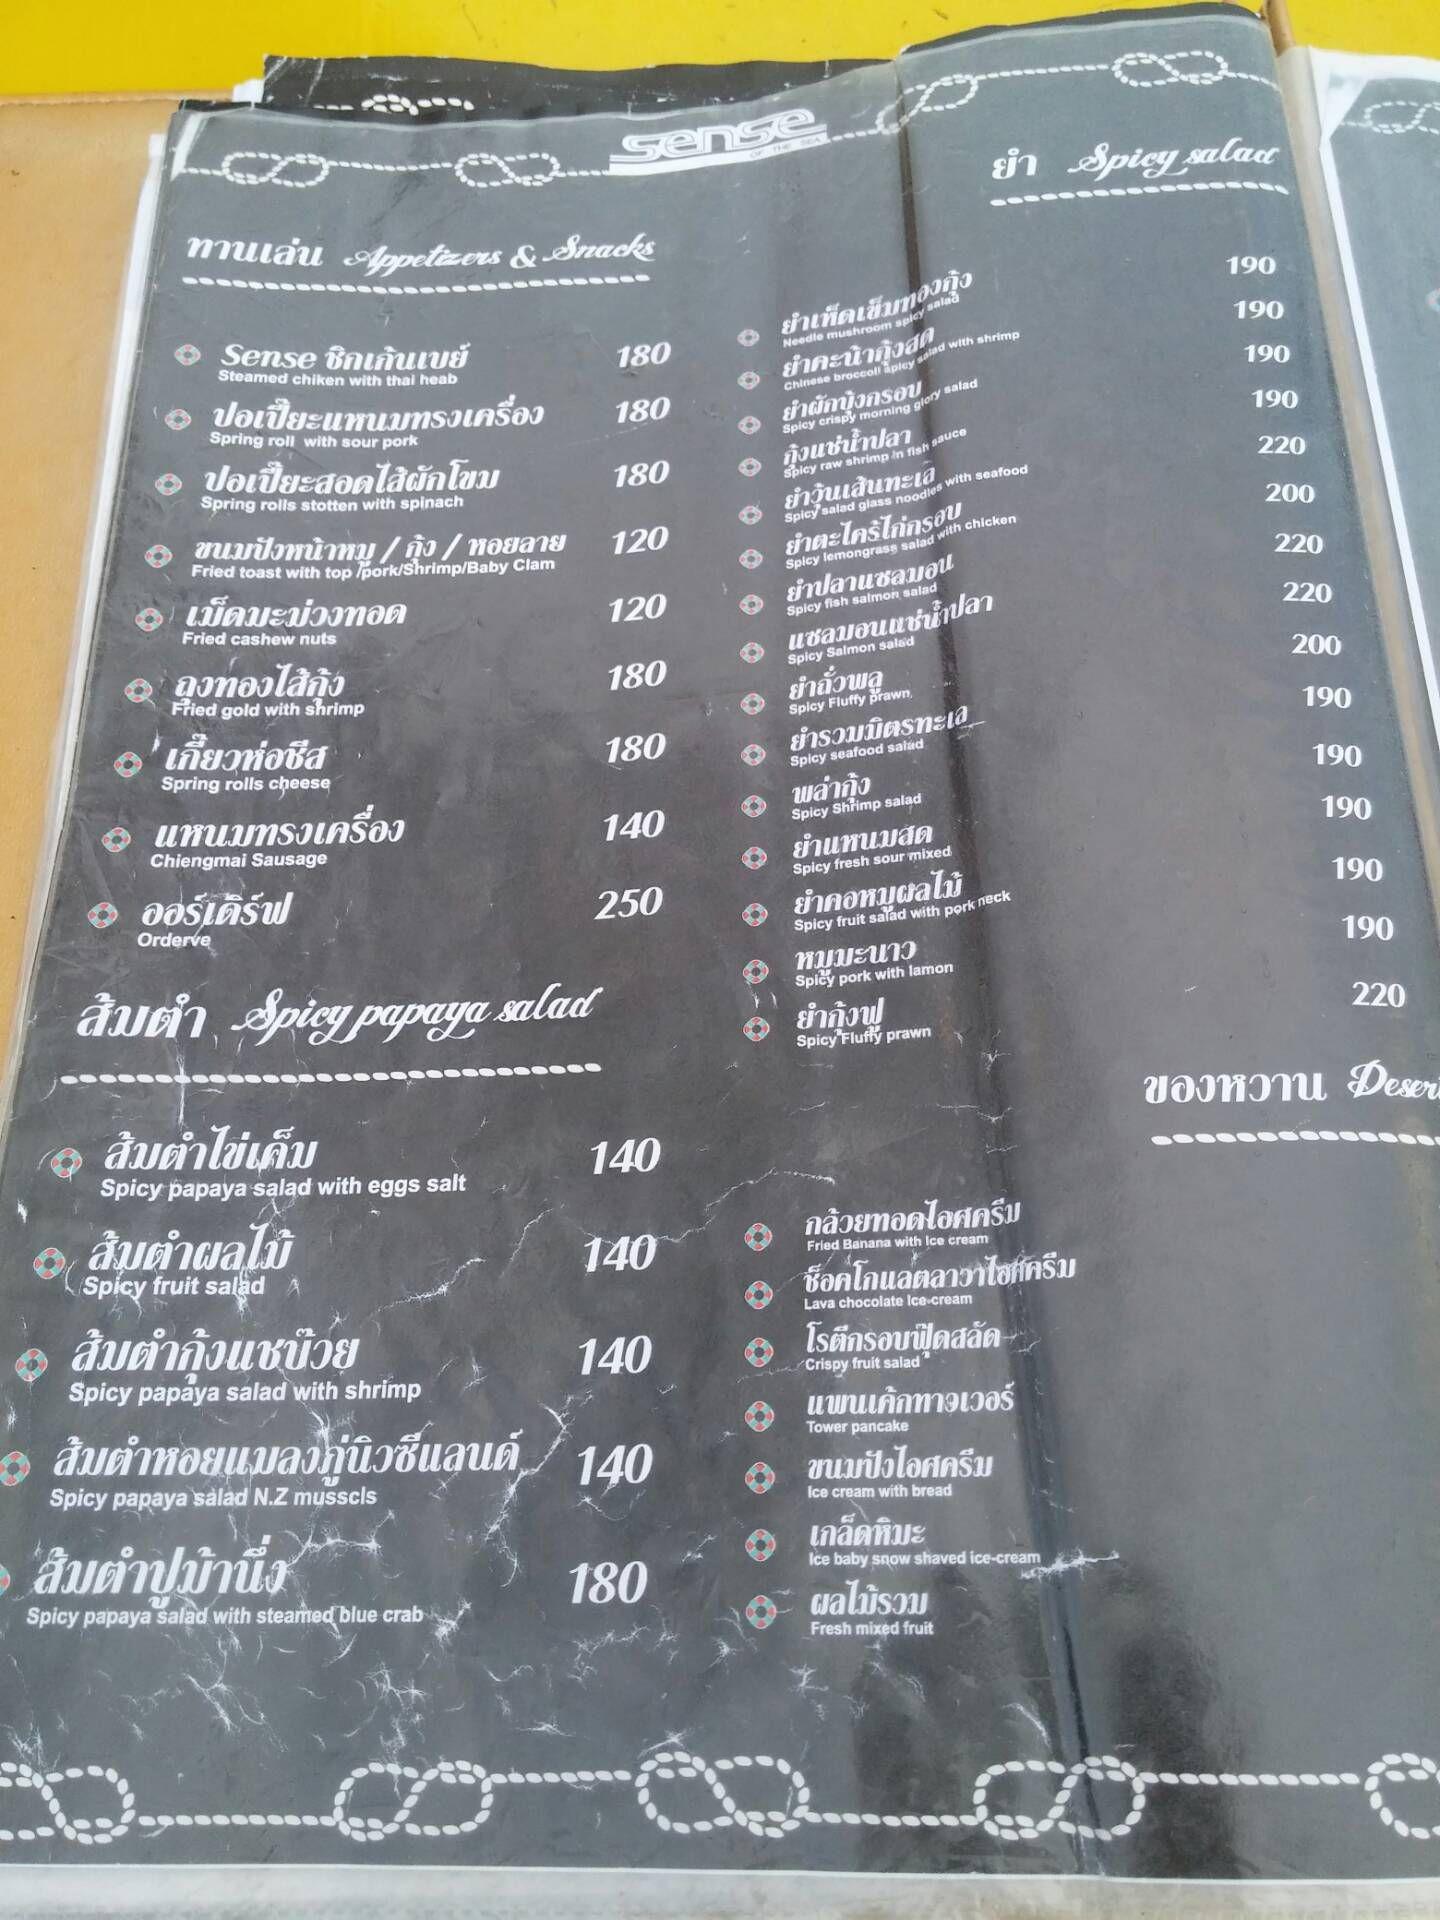 sense
OF THE SEA
ทานเล่น Appetizers & Snacks
Sense ชิกเก้นเบย์ 180
Steamed chiken with thai heab
ปอเปี๊ยะแหนมทรงเครื่อง 180
Spring roll with sour pork
ปอเปี๊ยะสอดไส้ผักโขม 180
Spring rolls stotten with spinach
ขนมปังหน้าหมู / กุ้ง / หอยลาย 120
Fried toast with top /pork/Shrimp/Baby Clam
เม็ดมะม่วงทอด 120
Fried cashew nuts
ถุงทองไส้กุ้ง 180
Fried gold with shrimp
เกี๊ยวห่อชีส 180
Spring rolls cheese
แหนมทรงเครื่อง 140
Chiengmai Sausage
ออร์เดิร์ฟ 250
Orderve
ส้มตำ Spicy papaya salad
ส้มตำไข่เค็ม 140
Spicy papaya salad with eggs salt
ส้มตำผลไม้ 140
Spicy fruit salad
ส้มตำกุ้งแชบ๊วย 140
Spicy papaya salad with shrimp
ส้มตำหอยแมลงภู่นิวซีแลนด์ 140
Spicy papaya salad N.Z musscls
ส้มตำปูม้านึ่ง 180
Spicy papaya salad with steamed blue crab
ยำ Spicy salad
ยำเห็ดเข็มทองกุ้ง 190
Needle mushroom spicy salad
ยำคะน้ากุ้งสด 190
Chinese broccoli spicy salad with shrimp
ยำผักบุ้งกรอบ 190
Spicy crispy morning glory salad
กุ้งแช่น้ำปลา 190
Spicy raw shrimp in fish sauce
ยำวุ้นเส้นทะเล 220
Spicy salad glass noodles with seafood
ยำตะไคร้ไก่กรอบ 200
Spicy lemongrass salad with chicken
ยำปลาแซลมอน 220
Spicy fish salmon salad
แซลมอนแช่น้ำปลา 220
Spicy Salmon salad
ยำถั่วพลู 200
Spicy Fluffy prawn
ยำรวมมิตรทะเล 190
Spicy seafood salad
พล่ากุ้ง 190
Spicy Shrimp salad
ยำแหนมสด 190
Spicy fresh sour mixed
ยำคอหมูผลไม้ 190
Spicy fruit salad with pork neck
หมูมะนาว 190
Spicy pork with lamon
ยำกุ้งฟู 220
Spicy Fluffy prawn
ของหวาน
กล้วยทอดไอศครีม
Fried Banana with Ice cream
ช็อคโกแลตลาวาไอศครีม
Lava chocolate Ice-cream
โรตีกรอบฟุ๊ดสลัด
Crispy fruit salad
แพนเค้กทาวเวอร์
Tower pancake
ขนมปังไอศครีม
Ice cream with bread
เกล็ดหิมะ
Ice baby snow shaved ice-cream
ผลไม้รวม
Fresh mixed fruit